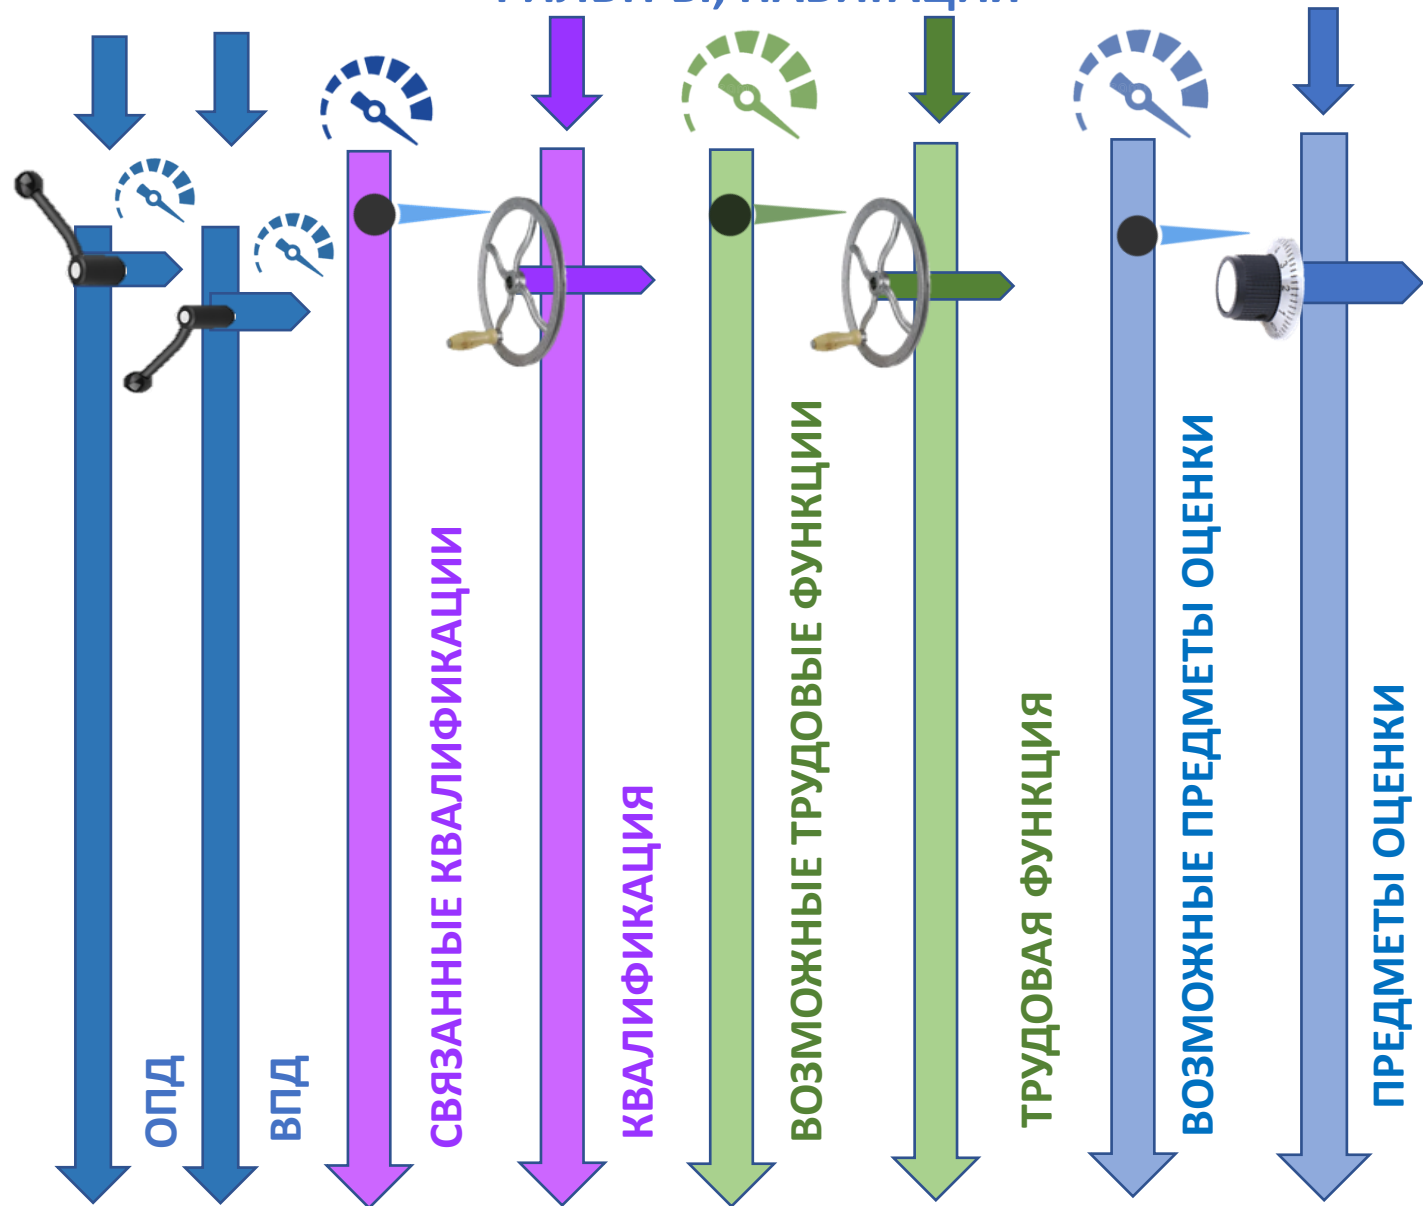 ОПД
ВПД
СВЯЗАННЫЕ КВАЛИФИКАЦИИ
КВАЛИФИКАЦИЯ
ВОЗМОЖНЫЕ ТРУДОВЫЕ ФУНКЦИИ
ТРУДОВАЯ ФУНКЦИЯ
ВОЗМОЖНЫЕ ПРЕДМЕТЫ ОЦЕНКИ
ПРЕДМЕТЫ ОЦЕНКИ